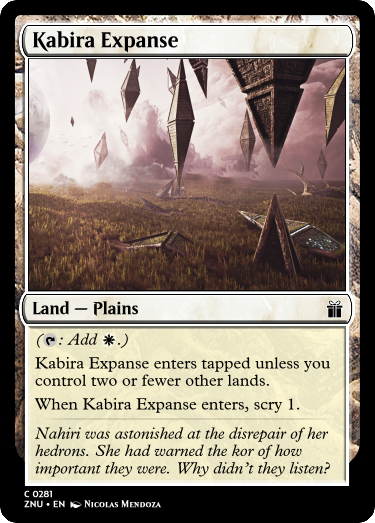 Kabira Expanse
Land — Plains
(: Add .)
Kabira Expanse enters tapped unless you
control two or fewer other lands.
When Kabira Expanse enters, scry 1.
Nahiri was astonished at the disrepair of her
hedrons. She had warned the kor of how
important they were. Why didn't they listen?
C 0281
ZNU • EN Nicolas Mendoza